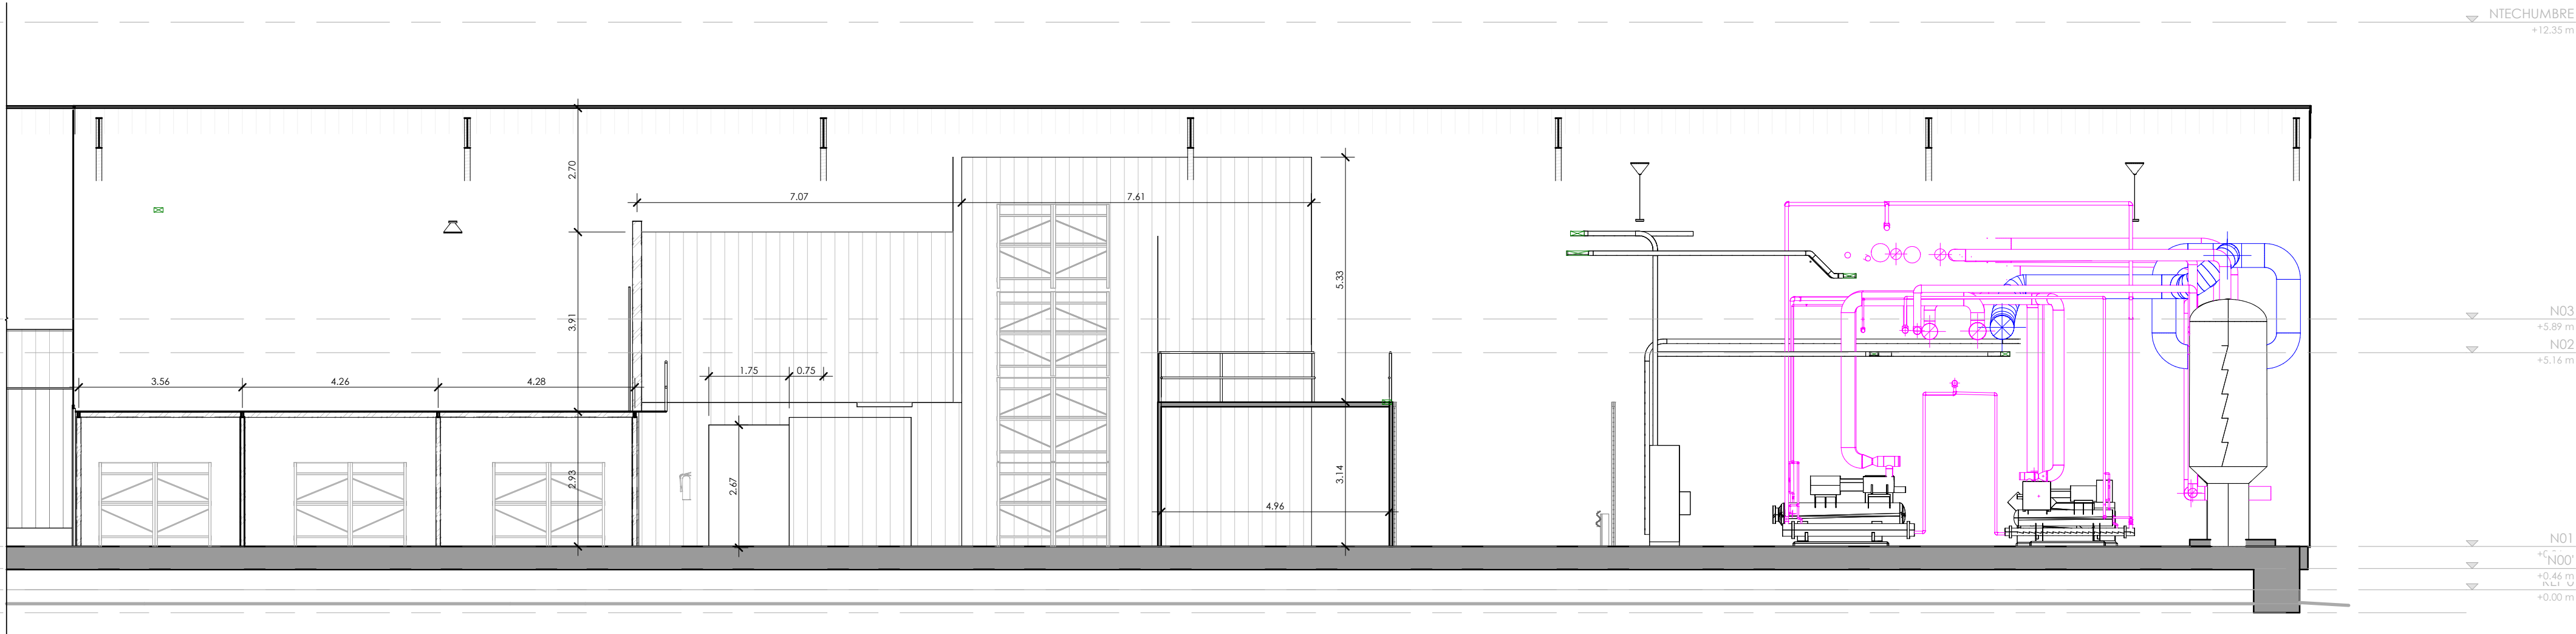 NTECHUMBRE
+12,35 m
2.70
7.07
7.61
5.33
3.91
N03
+5,89 m
N02
+5,16 m
3.56
4.26
4.28
1.75
0.75
2.93
2.67
3.14
4.96
N01
N00'
+0,46 m
+0,00 m